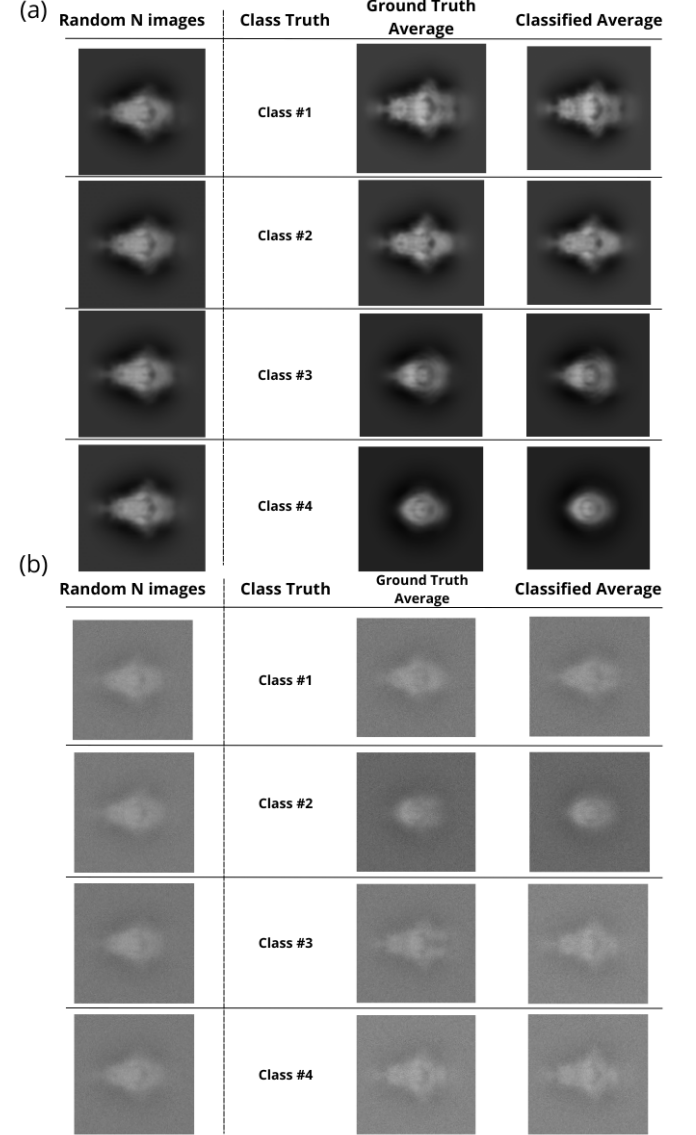 (a)
Random N images
Class Truth
Ground Truth
Average
Classified Average
Class #1
Class #2
Class #3
Class #4
(b)
Random N images
Class Truth
Ground Truth
Average
Classified Average
Class #1
Class #2
Class #3
Class #4